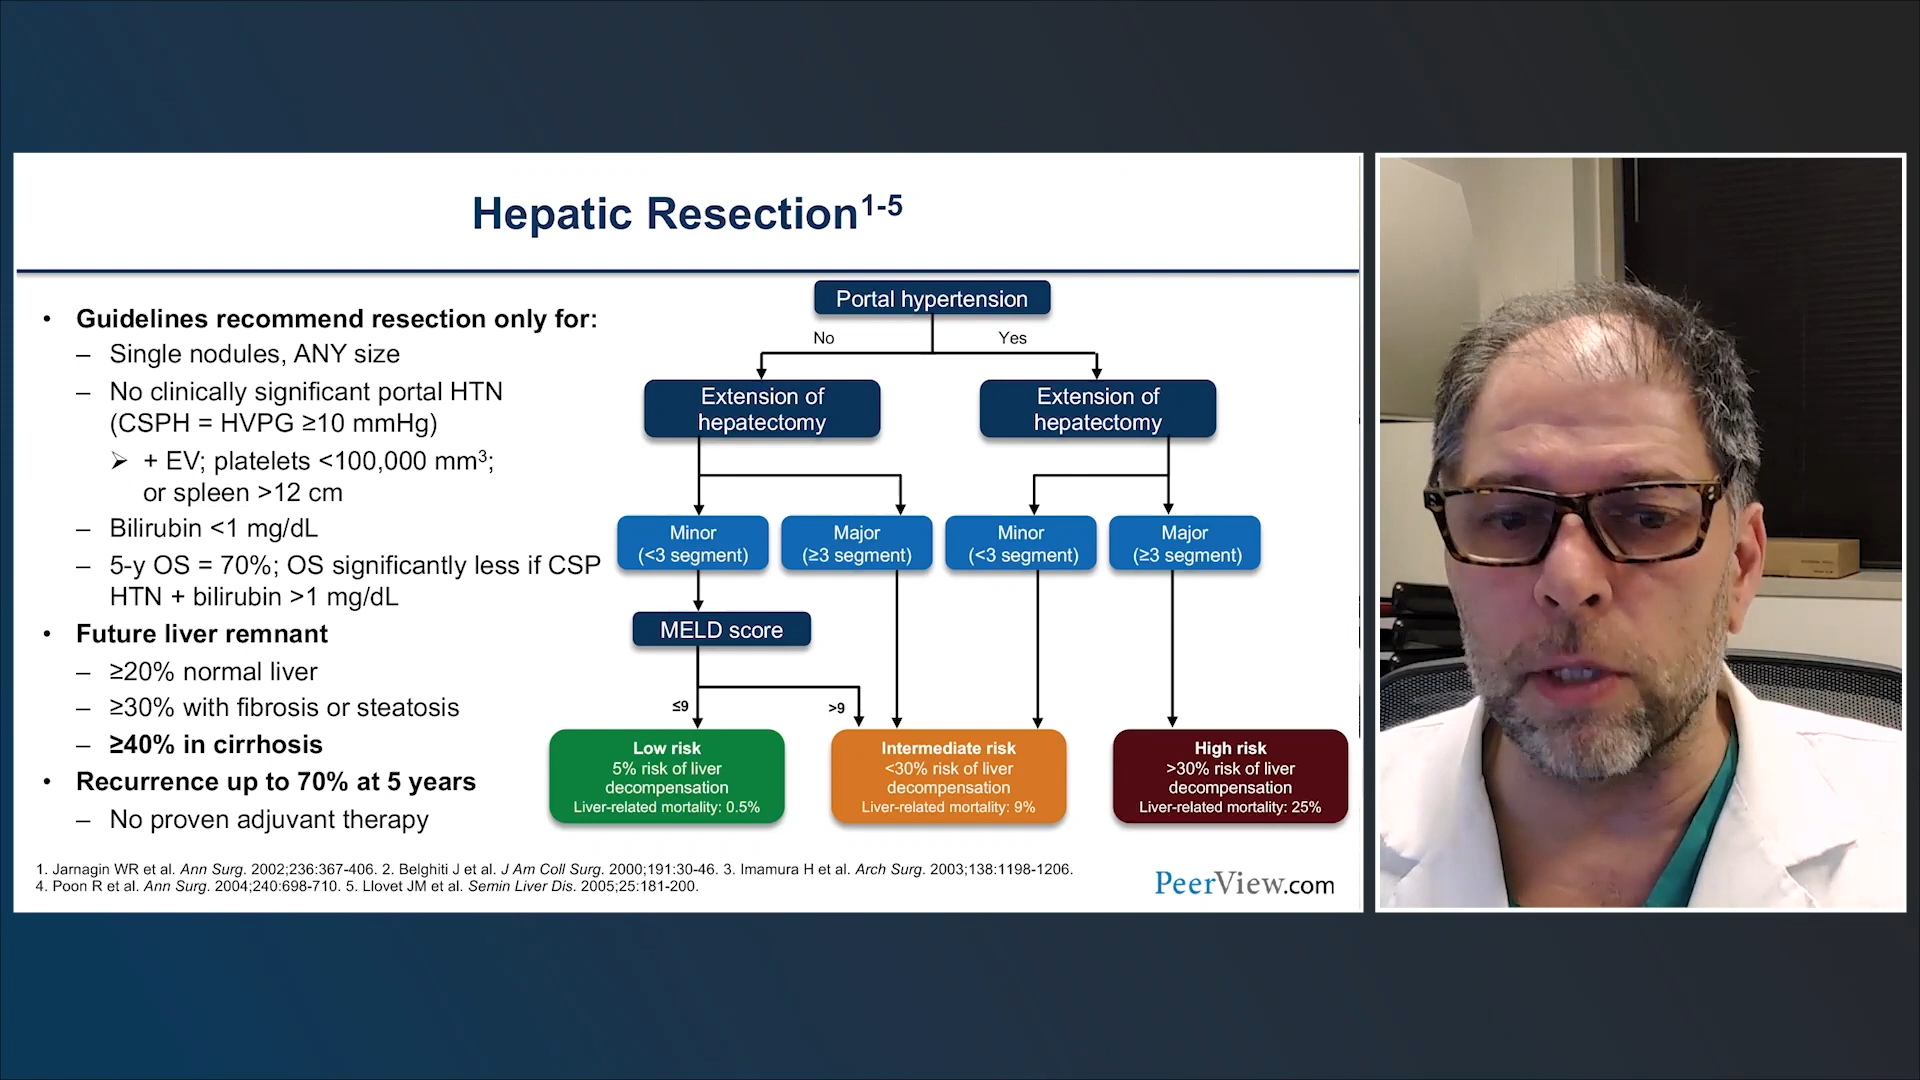 Hepatic Resection1-5
• Guidelines recommend resection only for:
– Single nodules, ANY size
– No clinically significant portal HTN
(CSPH = HVPG ≥10 mmHg)
➢ + EV; platelets <100,000 mm³;
or spleen >12 cm
– Bilirubin <1 mg/dL
– 5-y OS = 70%; OS significantly less if CSP
HTN + bilirubin >1 mg/dL
• Future liver remnant
– ≥20% normal liver
– ≥30% with fibrosis or steatosis
– ≥40% in cirrhosis
• Recurrence up to 70% at 5 years
– No proven adjuvant therapy
Portal hypertension
No
Yes
Extension of
hepatectomy
Extension of
hepatectomy
Minor
(<3 segment)
Major
(≥3 segment)
Minor
(<3 segment)
Major
(≥3 segment)
MELD score
≤9
>9
Low risk
5% risk of liver
decompensation
Liver-related mortality: 0.5%
Intermediate risk
<30% risk of liver
decompensation
Liver-related mortality: 9%
High risk
>30% risk of liver
decompensation
Liver-related mortality: 25%
1. Jarnagin WR et al. Ann Surg. 2002;236:367-406. 2. Belghiti J et al. J Am Coll Surg. 2000;191:30-46. 3. Imamura H et al. Arch Surg. 2003;138:1198-1206.
4. Poon R et al. Ann Surg. 2004;240:698-710. 5. Llovet JM et al. Semin Liver Dis. 2005;25:181-200.
PeerView.com